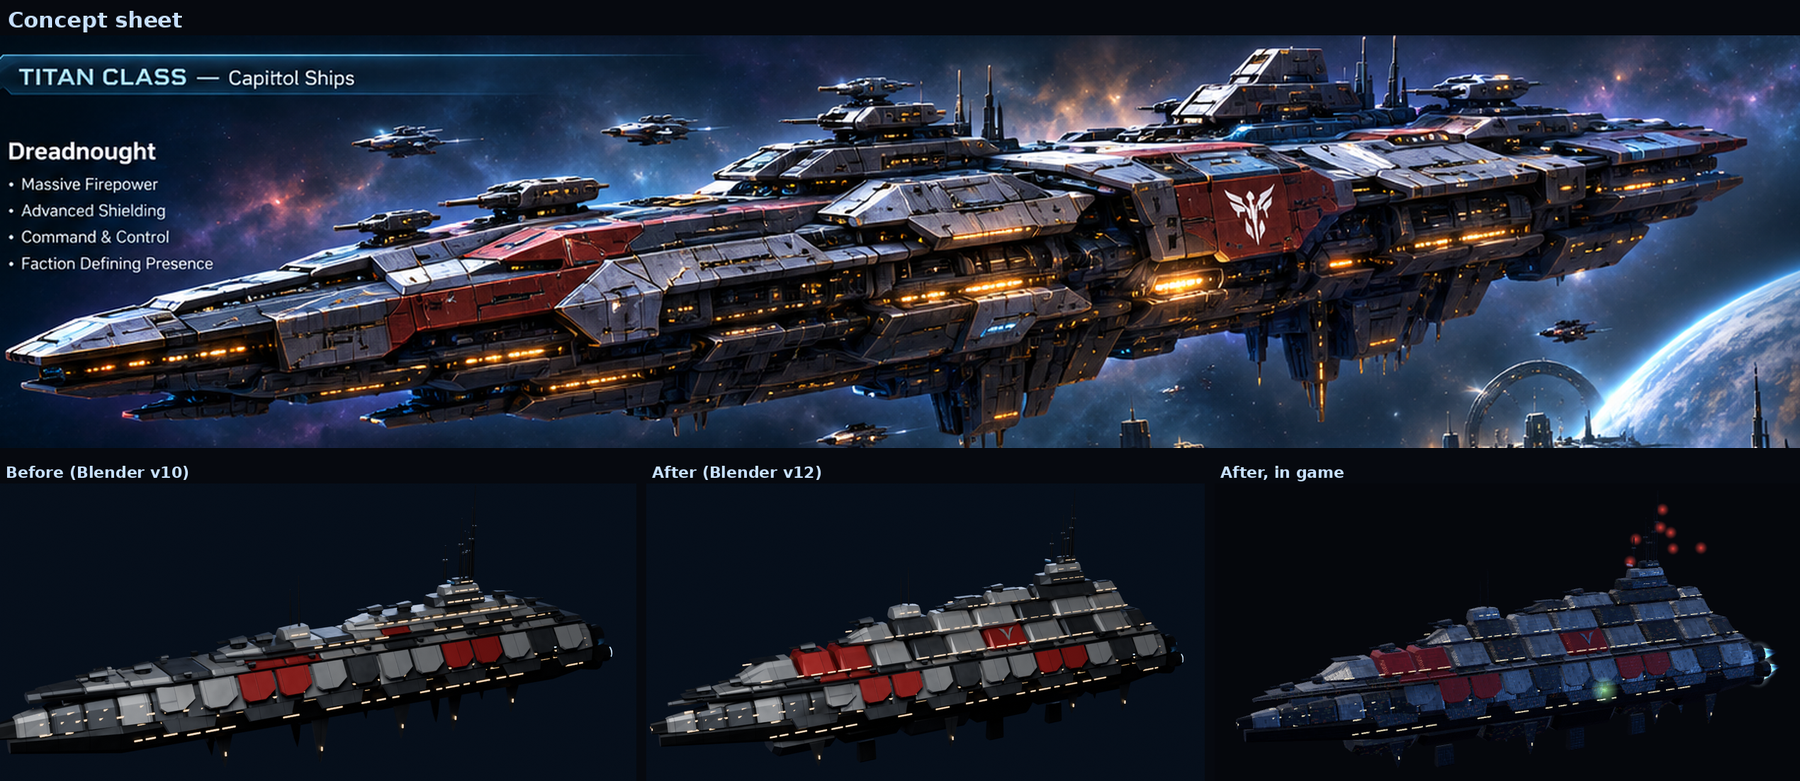 Concept sheet
TITAN CLASS — Capittol Ships
Dreadnought
• Massive Firepower
• Advanced Shielding
• Command & Control
• Faction Defining Presence
Before (Blender v10)
After (Blender v12)
After, in game